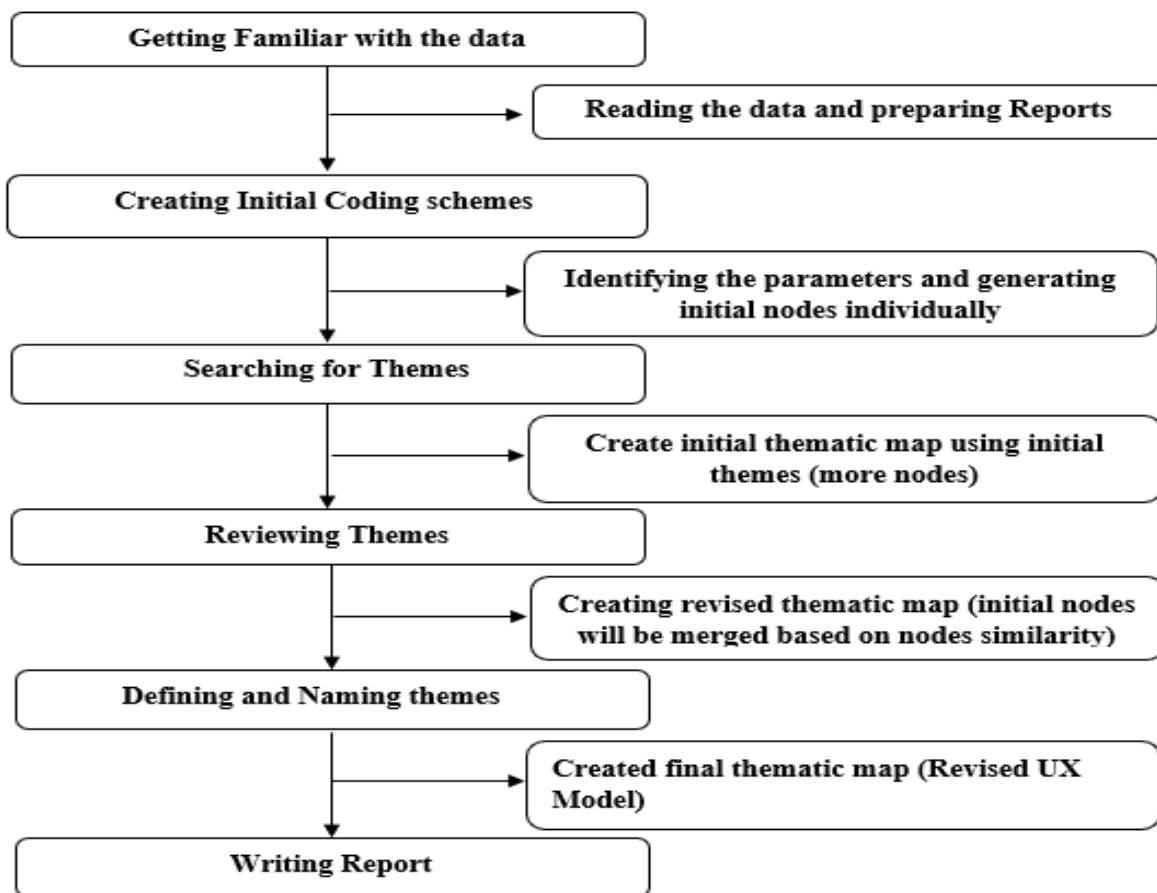 Getting Familiar with the data
Reading the data and preparing Reports
Creating Initial Coding schemes
Identifying the parameters and generating
initial nodes individually
Searching for Themes
Create initial thematic map using initial
themes (more nodes)
Reviewing Themes
Creating revised thematic map (initial nodes
will be merged based on nodes similarity)
Defining and Naming themes
Created final thematic map (Revised UX
Model)
Writing Report